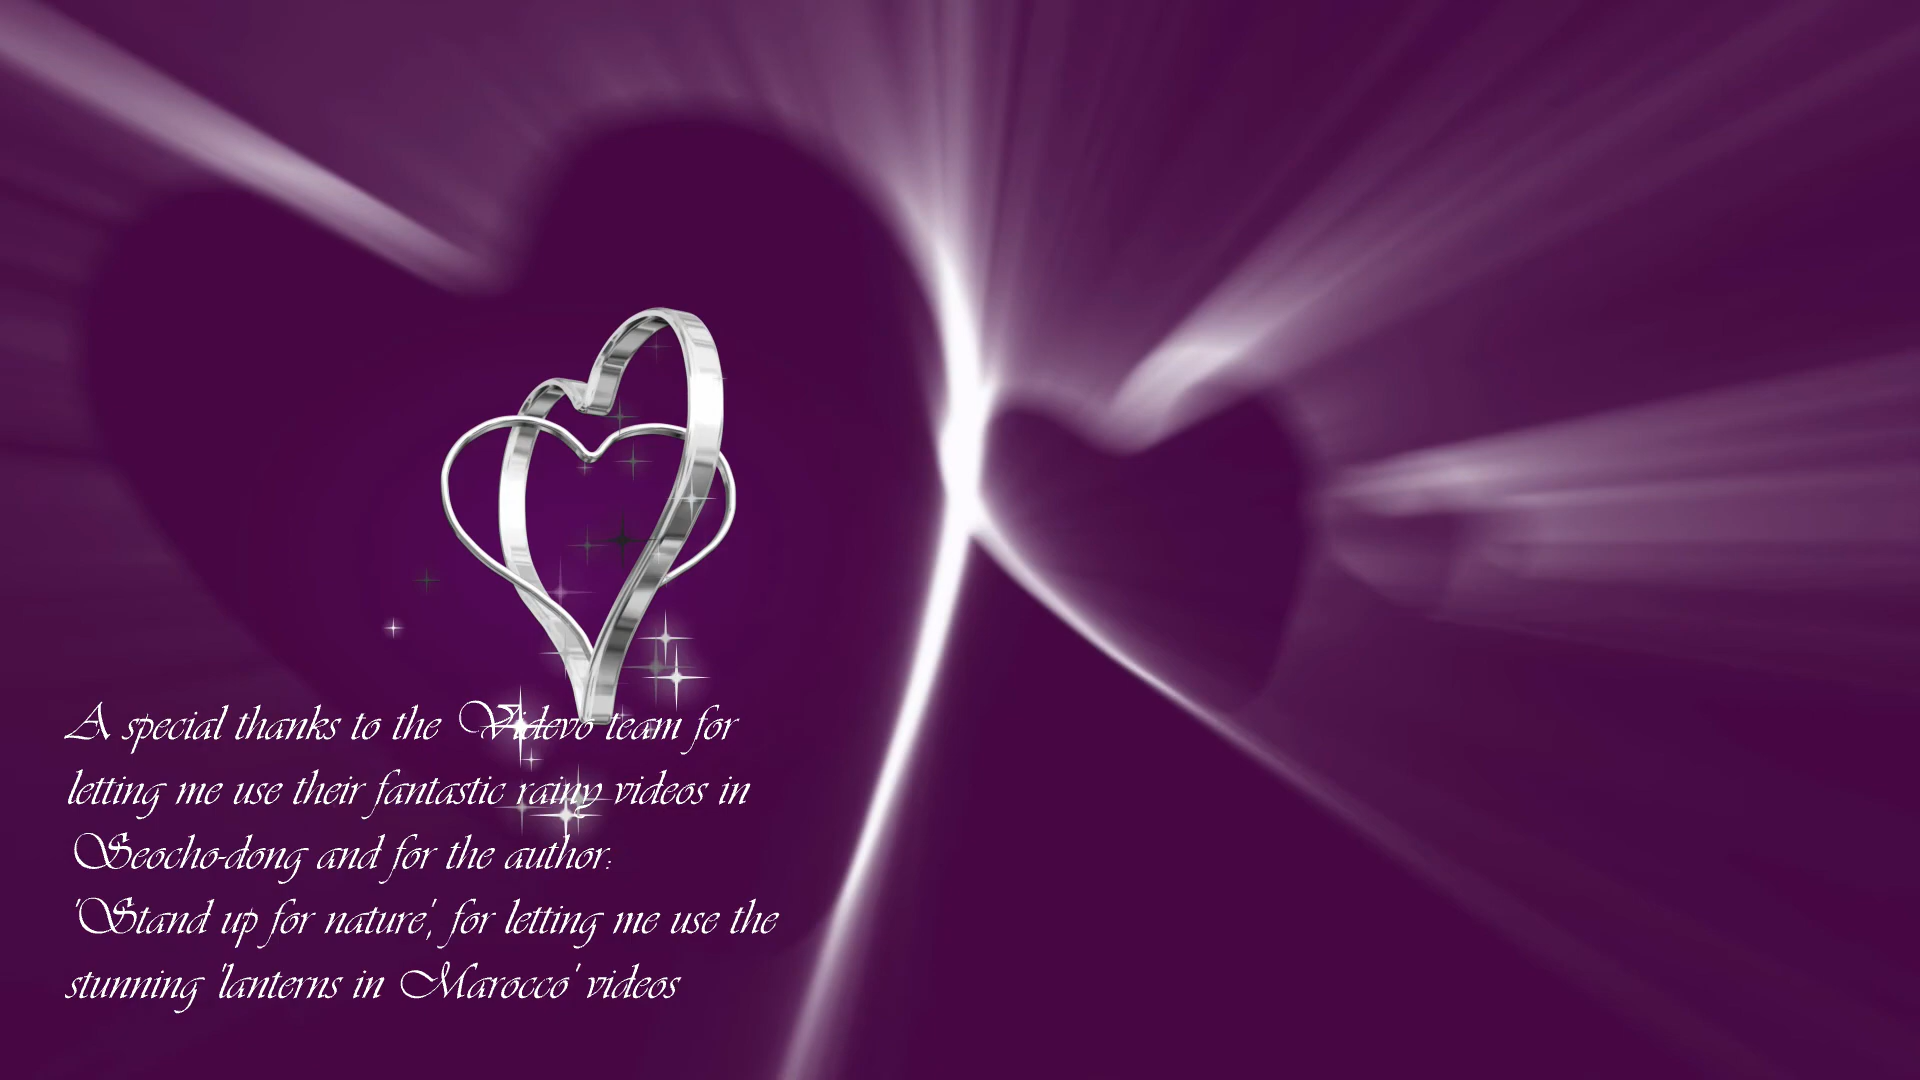 A special thanks to the Videvo team for
letting me use their fantastic rainy videos in
Seocho-dong and for the author:
'Stand up for nature', for letting me use the
stunning 'lanterns in Marocco' videos